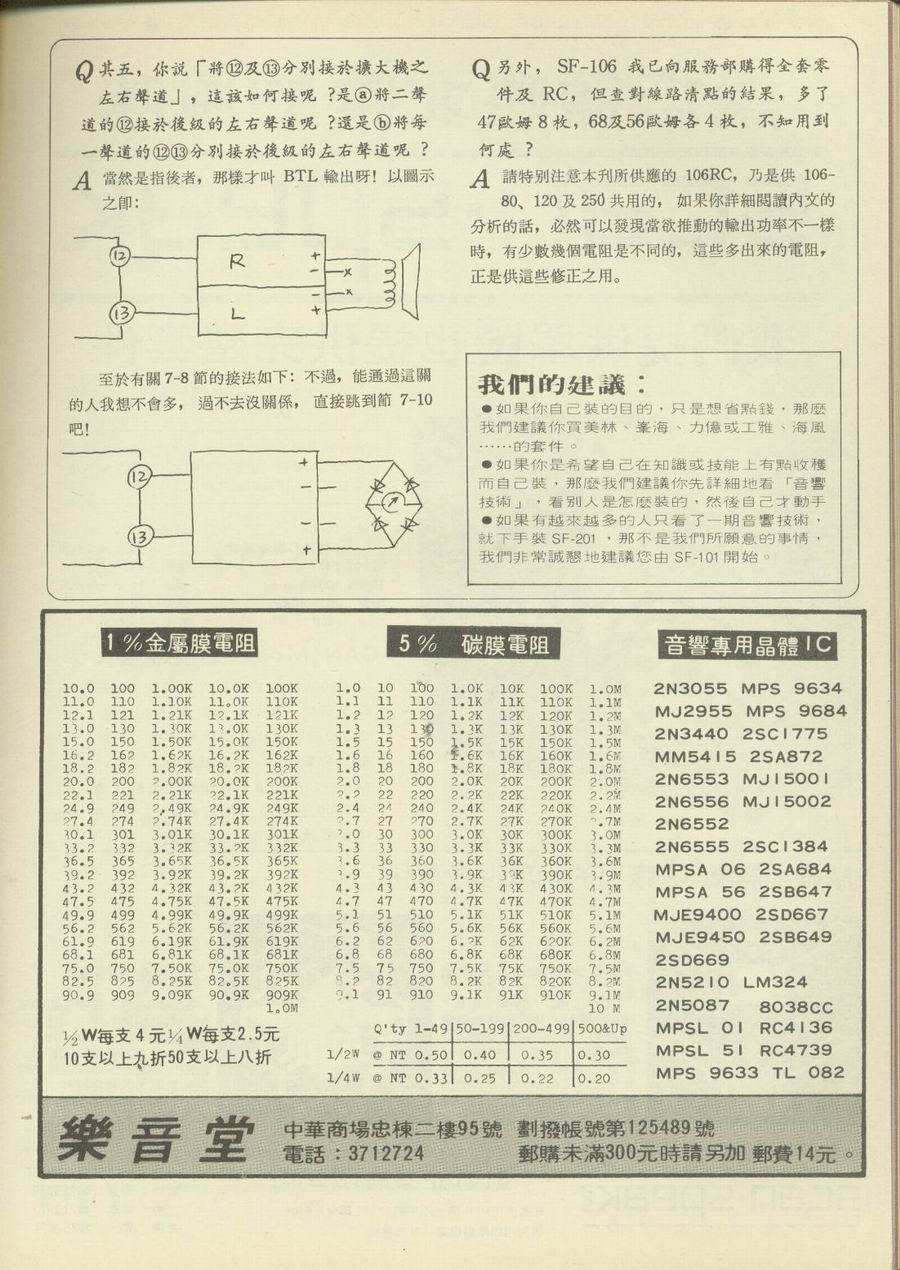 Q 其五，你說「將⑫及⑬分別接於擴大機之
左右聲道」，這該如何接呢？是ⓐ將二聲
道的⑫接於後級的左右聲道呢？還是ⓑ將每
一聲道的⑫⑬分別接於後級的左右聲道呢？
A 當然是指後者，那樣才叫 BTL 輸出呀！以圖示
之即：
12 R + −x
13 L −x +
至於有關 7-8 節的接法如下：不過，能通過這關
的人我想不會多，過不去沒關係，直接跳到節 7-10
吧！
12 + −
13 − +
Q 另外，SF-106 我已向服務部購得全套零
件及 RC，但查對線路清點的結果，多了
47歐姆 8 枚，68及56歐姆各 4 枚，不知用到
何處？
A 請特別注意本刋所供應的 106RC，乃是供 106-
80、120 及 250 共用的，如果你詳細閱讀內文的
分析的話，必然可以發現當欲推動的輸出功率不一樣
時，有少數幾個電阻是不同的，這些多出來的電阻，
正是供這些修正之用。
我們的建議：
●如果你自己裝的目的，只是想省點錢，那麼
我們建議你買美林、峯海、力億或工雅、海風
……的套件。
●如果你是希望自己在知識或技能上有點收穫
而自己裝，那麼我們建議你先詳細地看「音響
技術」，看別人是怎麼裝的，然後自己才動手
●如果有越來越多的人只看了一期音響技術，
就下手裝 SF-201，那不是我們所願意的事情，
我們非常誠懇地建議您由 SF-101 開始。
1%金屬膜電阻
10.0 100 1.00K 10.0K 100K
11.0 110 1.10K 11.0K 110K
12.1 121 1.21K 12.1K 121K
13.0 130 1.30K 13.0K 130K
15.0 150 1.50K 15.0K 150K
16.2 162 1.62K 16.2K 162K
18.2 182 1.82K 18.2K 182K
20.0 200 2.00K 20.0K 200K
22.1 221 2.21K 22.1K 221K
24.9 249 2.49K 24.9K 249K
27.4 274 2.74K 27.4K 274K
30.1 301 3.01K 30.1K 301K
33.2 332 3.32K 33.2K 332K
36.5 365 3.65K 36.5K 365K
39.2 392 3.92K 39.2K 392K
43.2 432 4.32K 43.2K 432K
47.5 475 4.75K 47.5K 475K
49.9 499 4.99K 49.9K 499K
56.2 562 5.62K 56.2K 562K
61.9 619 6.19K 61.9K 619K
68.1 681 6.81K 68.1K 681K
75.0 750 7.50K 75.0K 750K
82.5 825 8.25K 82.5K 825K
90.9 909 9.09K 90.9K 909K
1.0M
½W每支4元¼W每支2.5元
10支以上九折50支以上八折
5% 碳膜電阻
1.0 10 100 1.0K 10K 100K 1.0M
1.1 11 110 1.1K 11K 110K 1.1M
1.2 12 120 1.2K 12K 120K 1.2M
1.3 13 130 1.3K 13K 130K 1.3M
1.5 15 150 1.5K 15K 150K 1.5M
1.6 16 160 1.6K 16K 160K 1.6M
1.8 18 180 1.8K 18K 180K 1.8M
2.0 20 200 2.0K 20K 200K 2.0M
2.2 22 220 2.2K 22K 220K 2.2M
2.4 24 240 2.4K 24K 240K 2.4M
2.7 27 270 2.7K 27K 270K 2.7M
3.0 30 300 3.0K 30K 300K 3.0M
3.3 33 330 3.3K 33K 330K 3.3M
3.6 36 360 3.6K 36K 360K 3.6M
3.9 39 390 3.9K 39K 390K 3.9M
4.3 43 430 4.3K 43K 430K 4.3M
4.7 47 470 4.7K 47K 470K 4.7M
5.1 51 510 5.1K 51K 510K 5.1M
5.6 56 560 5.6K 56K 560K 5.6M
6.2 62 620 6.2K 62K 620K 6.2M
6.8 68 680 6.8K 68K 680K 6.8M
7.5 75 750 7.5K 75K 750K 7.5M
8.2 82 820 8.2K 82K 820K 8.2M
9.1 91 910 9.1K 91K 910K 9.1M
10 M
Q'ty 1-49 50-199 200-499 500&Up
1/2W @ NT 0.50 0.40 0.35 0.30
1/4W @ NT 0.33 0.25 0.22 0.20
音響專用晶體IC
2N3055 MPS 9634
MJ2955 MPS 9684
2N3440 2SC1775
MM5415 2SA872
2N6553 MJ15001
2N6556 MJ15002
2N6552
2N6555 2SC1384
MPSA 06 2SA684
MPSA 56 2SB647
MJE9400 2SD667
MJE9450 2SB649
2SD669
2N5210 LM324
2N5087 8038CC
MPSL 01 RC4136
MPSL 51 RC4739
MPS 9633 TL 082
樂音堂
中華商場忠棟二樓95號 劃撥帳號第125489號
電話：3712724 郵購未滿300元時請另加 郵費14元。